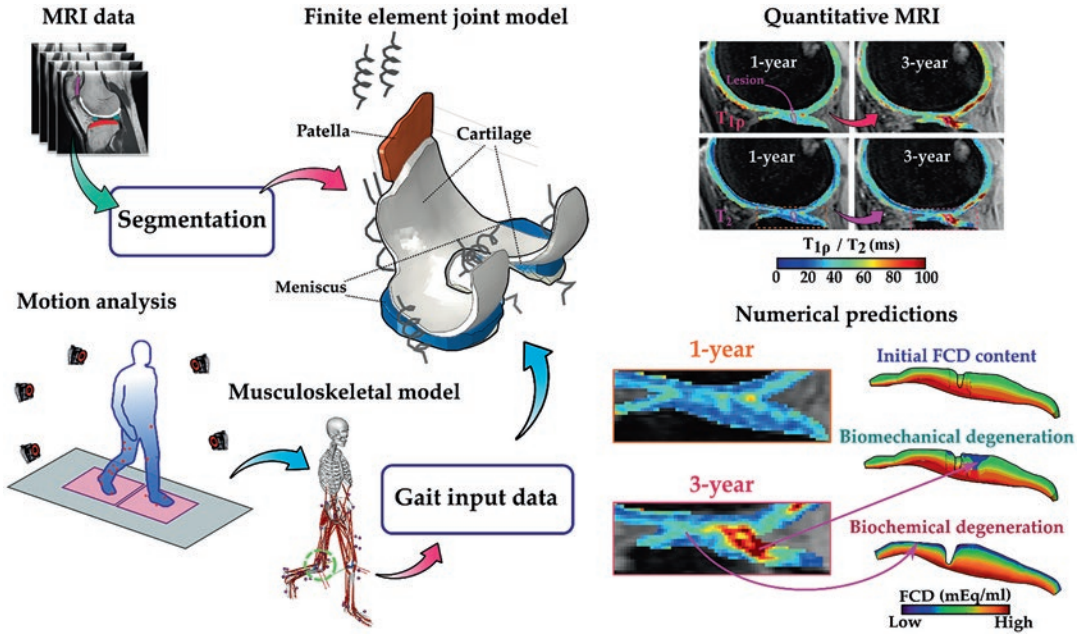 MRI data
Segmentation
Finite element joint model
Patella
Cartilage
Meniscus
Motion analysis
Musculoskeletal model
Gait input data
Quantitative MRI
1-year
3-year
Lesion
T1ρ
1-year
3-year
T2
T1ρ / T2 (ms)
0 20 40 60 80 100
Numerical predictions
1-year
Initial FCD content
Biomechanical degeneration
3-year
Biochemical degeneration
FCD (mEq/ml)
Low High